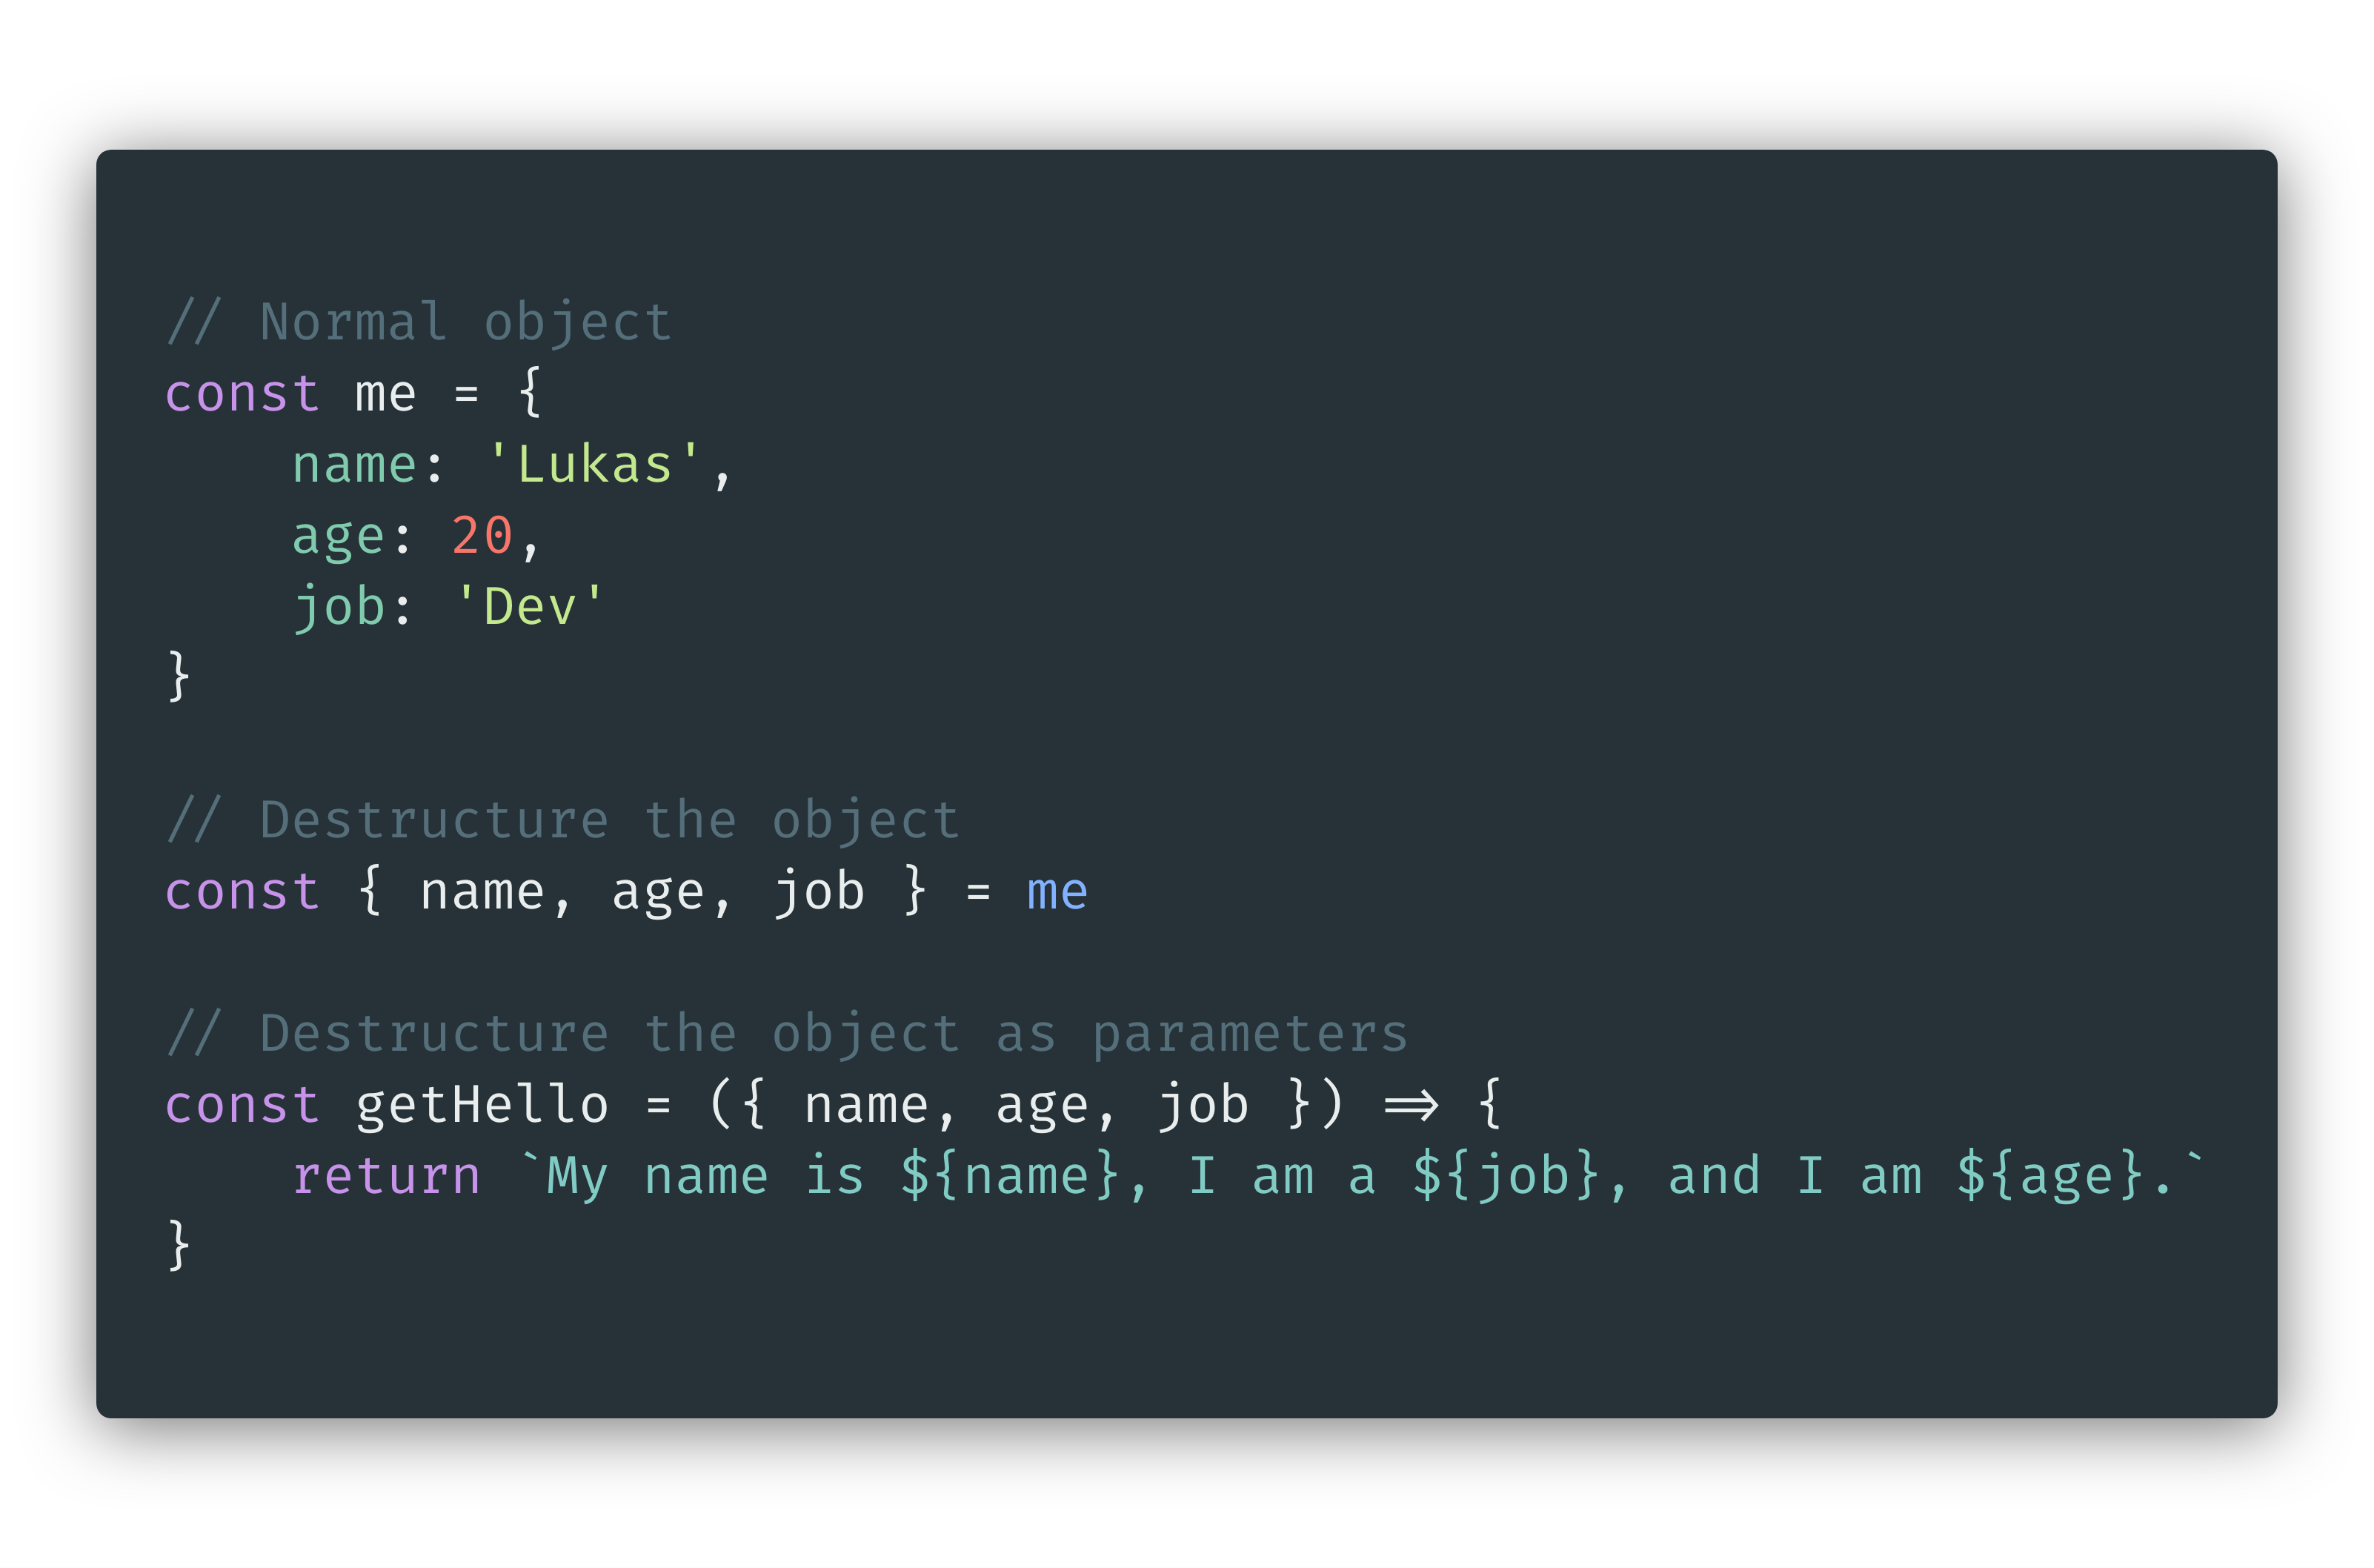 // Normal object
const me = {
    name: 'Lukas',
    age: 20,
    job: 'Dev'
}
// Destructure the object
const { name, age, job } = me
// Destructure the object as parameters
const getHello = ({ name, age, job }) => {
    return `My name is ${name}, I am a ${job}, and I am ${age}.`
}